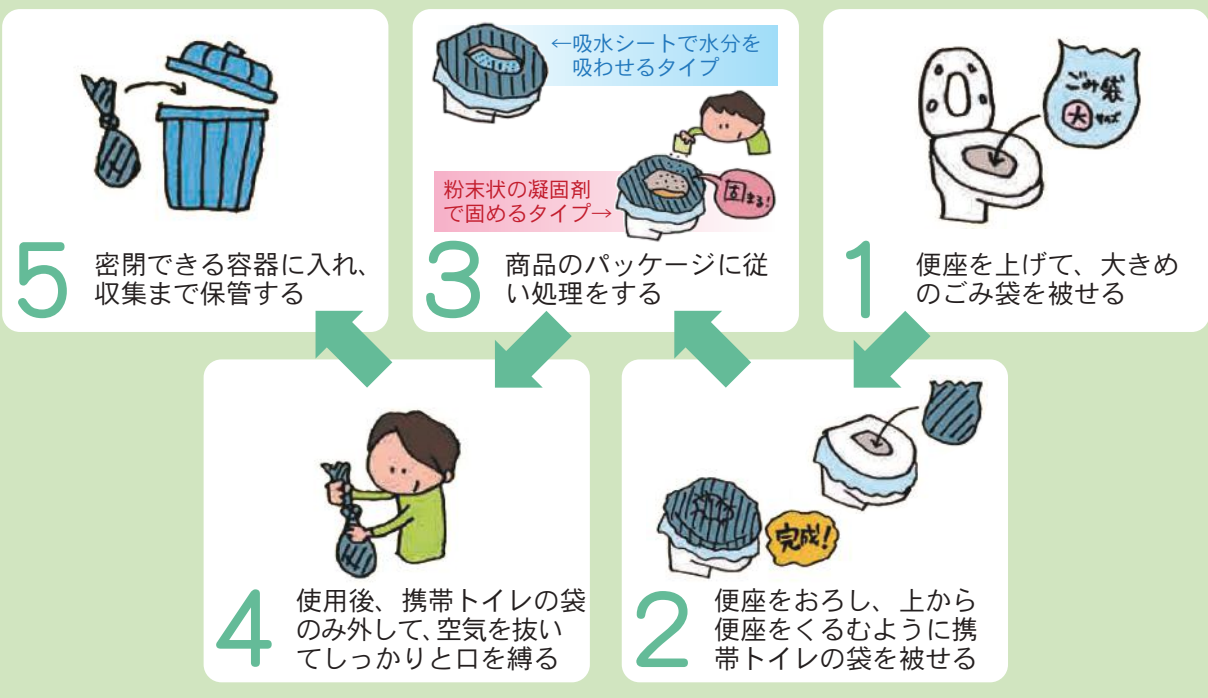 ごみ袋
大 サイズ
1
便座を上げて、大きめ
のごみ袋を被せる
完成!
2
便座をおろし、上から
便座をくるむように携
帯トイレの袋を被せる
←吸水シートで水分を
吸わせるタイプ
粉末状の凝固剤
で固めるタイプ→
固まる!
3
商品のパッケージに従
い処理をする
4
使用後、携帯トイレの袋
のみ外して、空気を抜い
てしっかりと口を縛る
5
密閉できる容器に入れ、
収集まで保管する